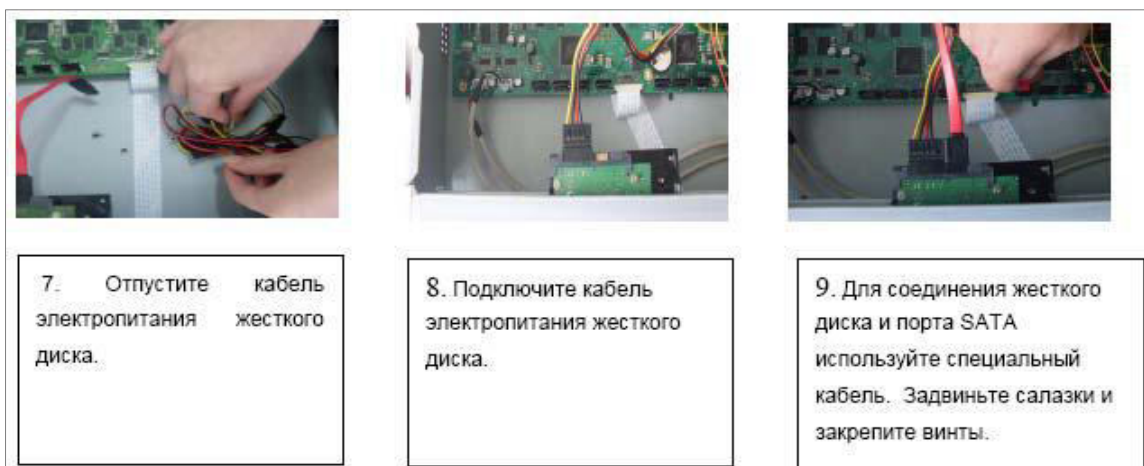 7. Отпустите кабель
электропитания жесткого
диска.
8. Подключите кабель
электропитания жесткого
диска.
9. Для соединения жесткого
диска и порта SATA
используйте специальный
кабель. Задвиньте салазки и
закрепите винты.